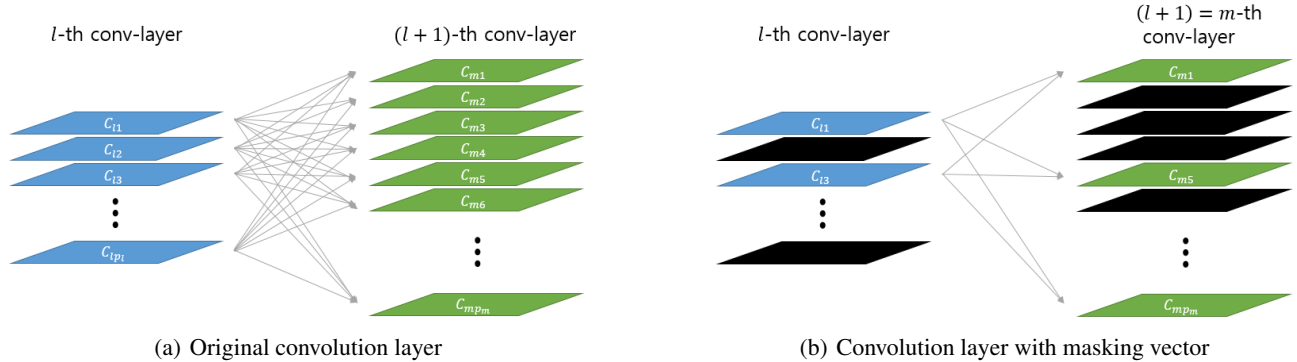 l-th conv-layer
(l + 1)-th conv-layer
C_{l1}
C_{l2}
C_{l3}
C_{lp_l}
C_{m1}
C_{m2}
C_{m3}
C_{m4}
C_{m5}
C_{m6}
C_{mp_m}
(a) Original convolution layer
l-th conv-layer
(l + 1) = m-th
conv-layer
C_{l1}
C_{l3}
C_{m1}
C_{m5}
C_{mp_m}
(b) Convolution layer with masking vector